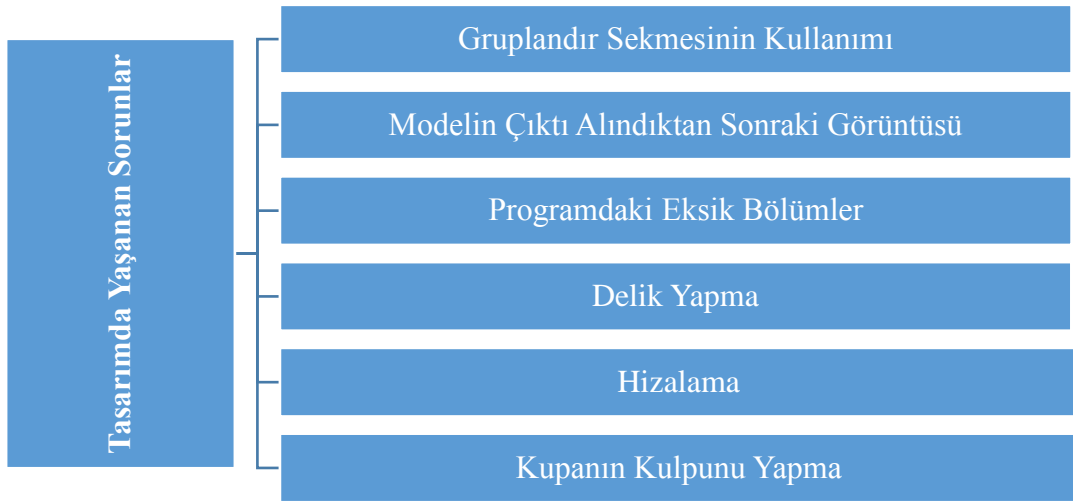 Tasarımda Yaşanan Sorunlar
Gruplandır Sekmesinin Kullanımı
Modelin Çıktı Alındıktan Sonraki Görüntüsü
Programdaki Eksik Bölümler
Delik Yapma
Hizalama
Kupanın Kulpunu Yapma